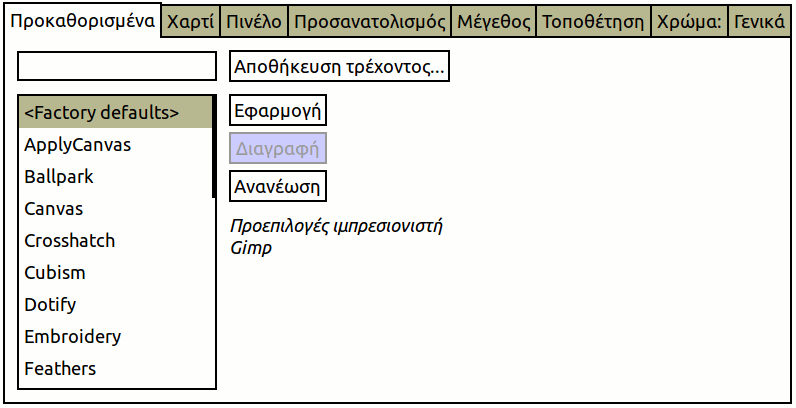 Προκαθορισμένα Χαρτί Πινέλο Προσανατολισμός Μέγεθος Τοποθέτηση Χρώμα: Γενικά
Αποθήκευση τρέχοντος...
<Factory defaults>
ApplyCanvas
Ballpark
Canvas
Crosshatch
Cubism
Dotify
Embroidery
Feathers
Εφαρμογή
Διαγραφή
Ανανέωση
Προεπιλογές ιμπρεσιονιστή
Gimp